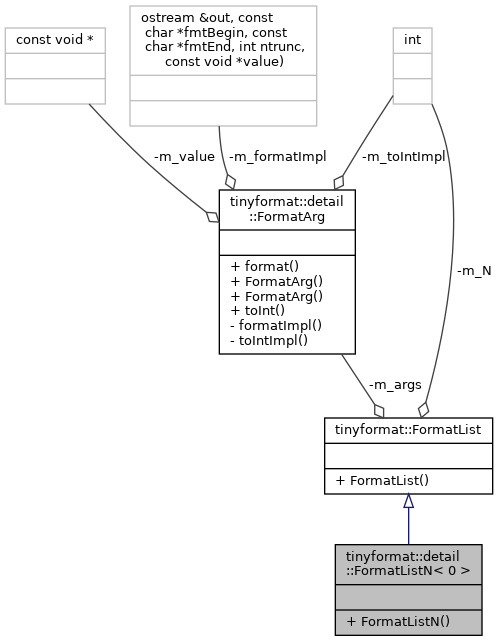 const void *
ostream &out, const
char *fmtBegin, const
char *fmtEnd, int ntrunc,
const void *value)
int
-m_value
-m_formatImpl
-m_toIntImpl
tinyformat::detail
::FormatArg
+ format()
+ FormatArg()
+ FormatArg()
+ toInt()
- formatImpl()
- toIntImpl()
-m_N
-m_args
tinyformat::FormatList
+ FormatList()
tinyformat::detail
::FormatListN< 0 >
+ FormatListN()